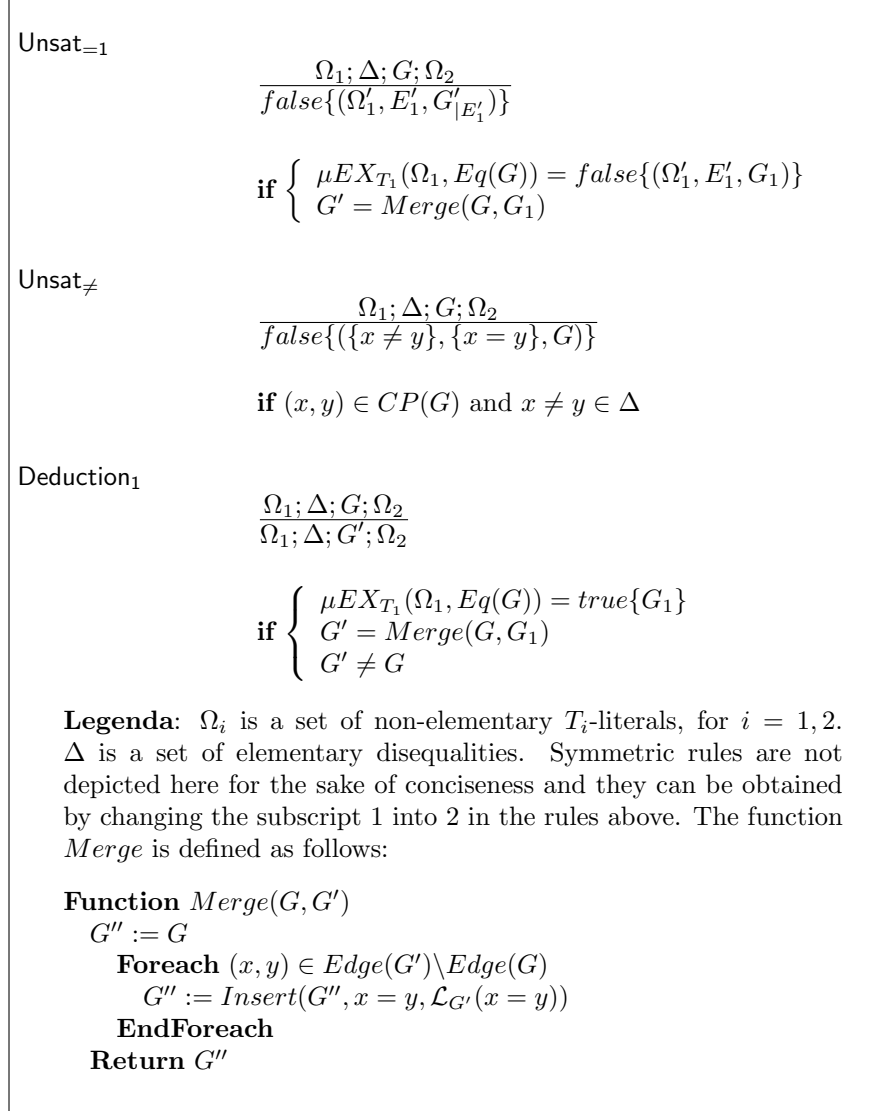 Unsat₌₁
Ω₁; Δ; G; Ω₂
false{(Ω′₁, E′₁, G′|E′₁)}
if { μEX_T₁(Ω₁, Eq(G)) = false{(Ω′₁, E′₁, G₁)}
G′ = Merge(G, G₁)
Unsat≠
Ω₁; Δ; G; Ω₂
false{({x ≠ y}, {x = y}, G)}
if (x, y) ∈ CP(G) and x ≠ y ∈ Δ
Deduction₁
Ω₁; Δ; G; Ω₂
Ω₁; Δ; G′; Ω₂
if { μEX_T₁(Ω₁, Eq(G)) = true{G₁}
G′ = Merge(G, G₁)
G′ ≠ G
Legenda: Ωᵢ is a set of non-elementary Tᵢ-literals, for i = 1, 2.
Δ is a set of elementary disequalities. Symmetric rules are not
depicted here for the sake of conciseness and they can be obtained
by changing the subscript 1 into 2 in the rules above. The function
Merge is defined as follows:
Function Merge(G, G′)
G′′ := G
Foreach (x, y) ∈ Edge(G′)\Edge(G)
G′′ := Insert(G′′, x = y, ℒ_G′(x = y))
EndForeach
Return G′′